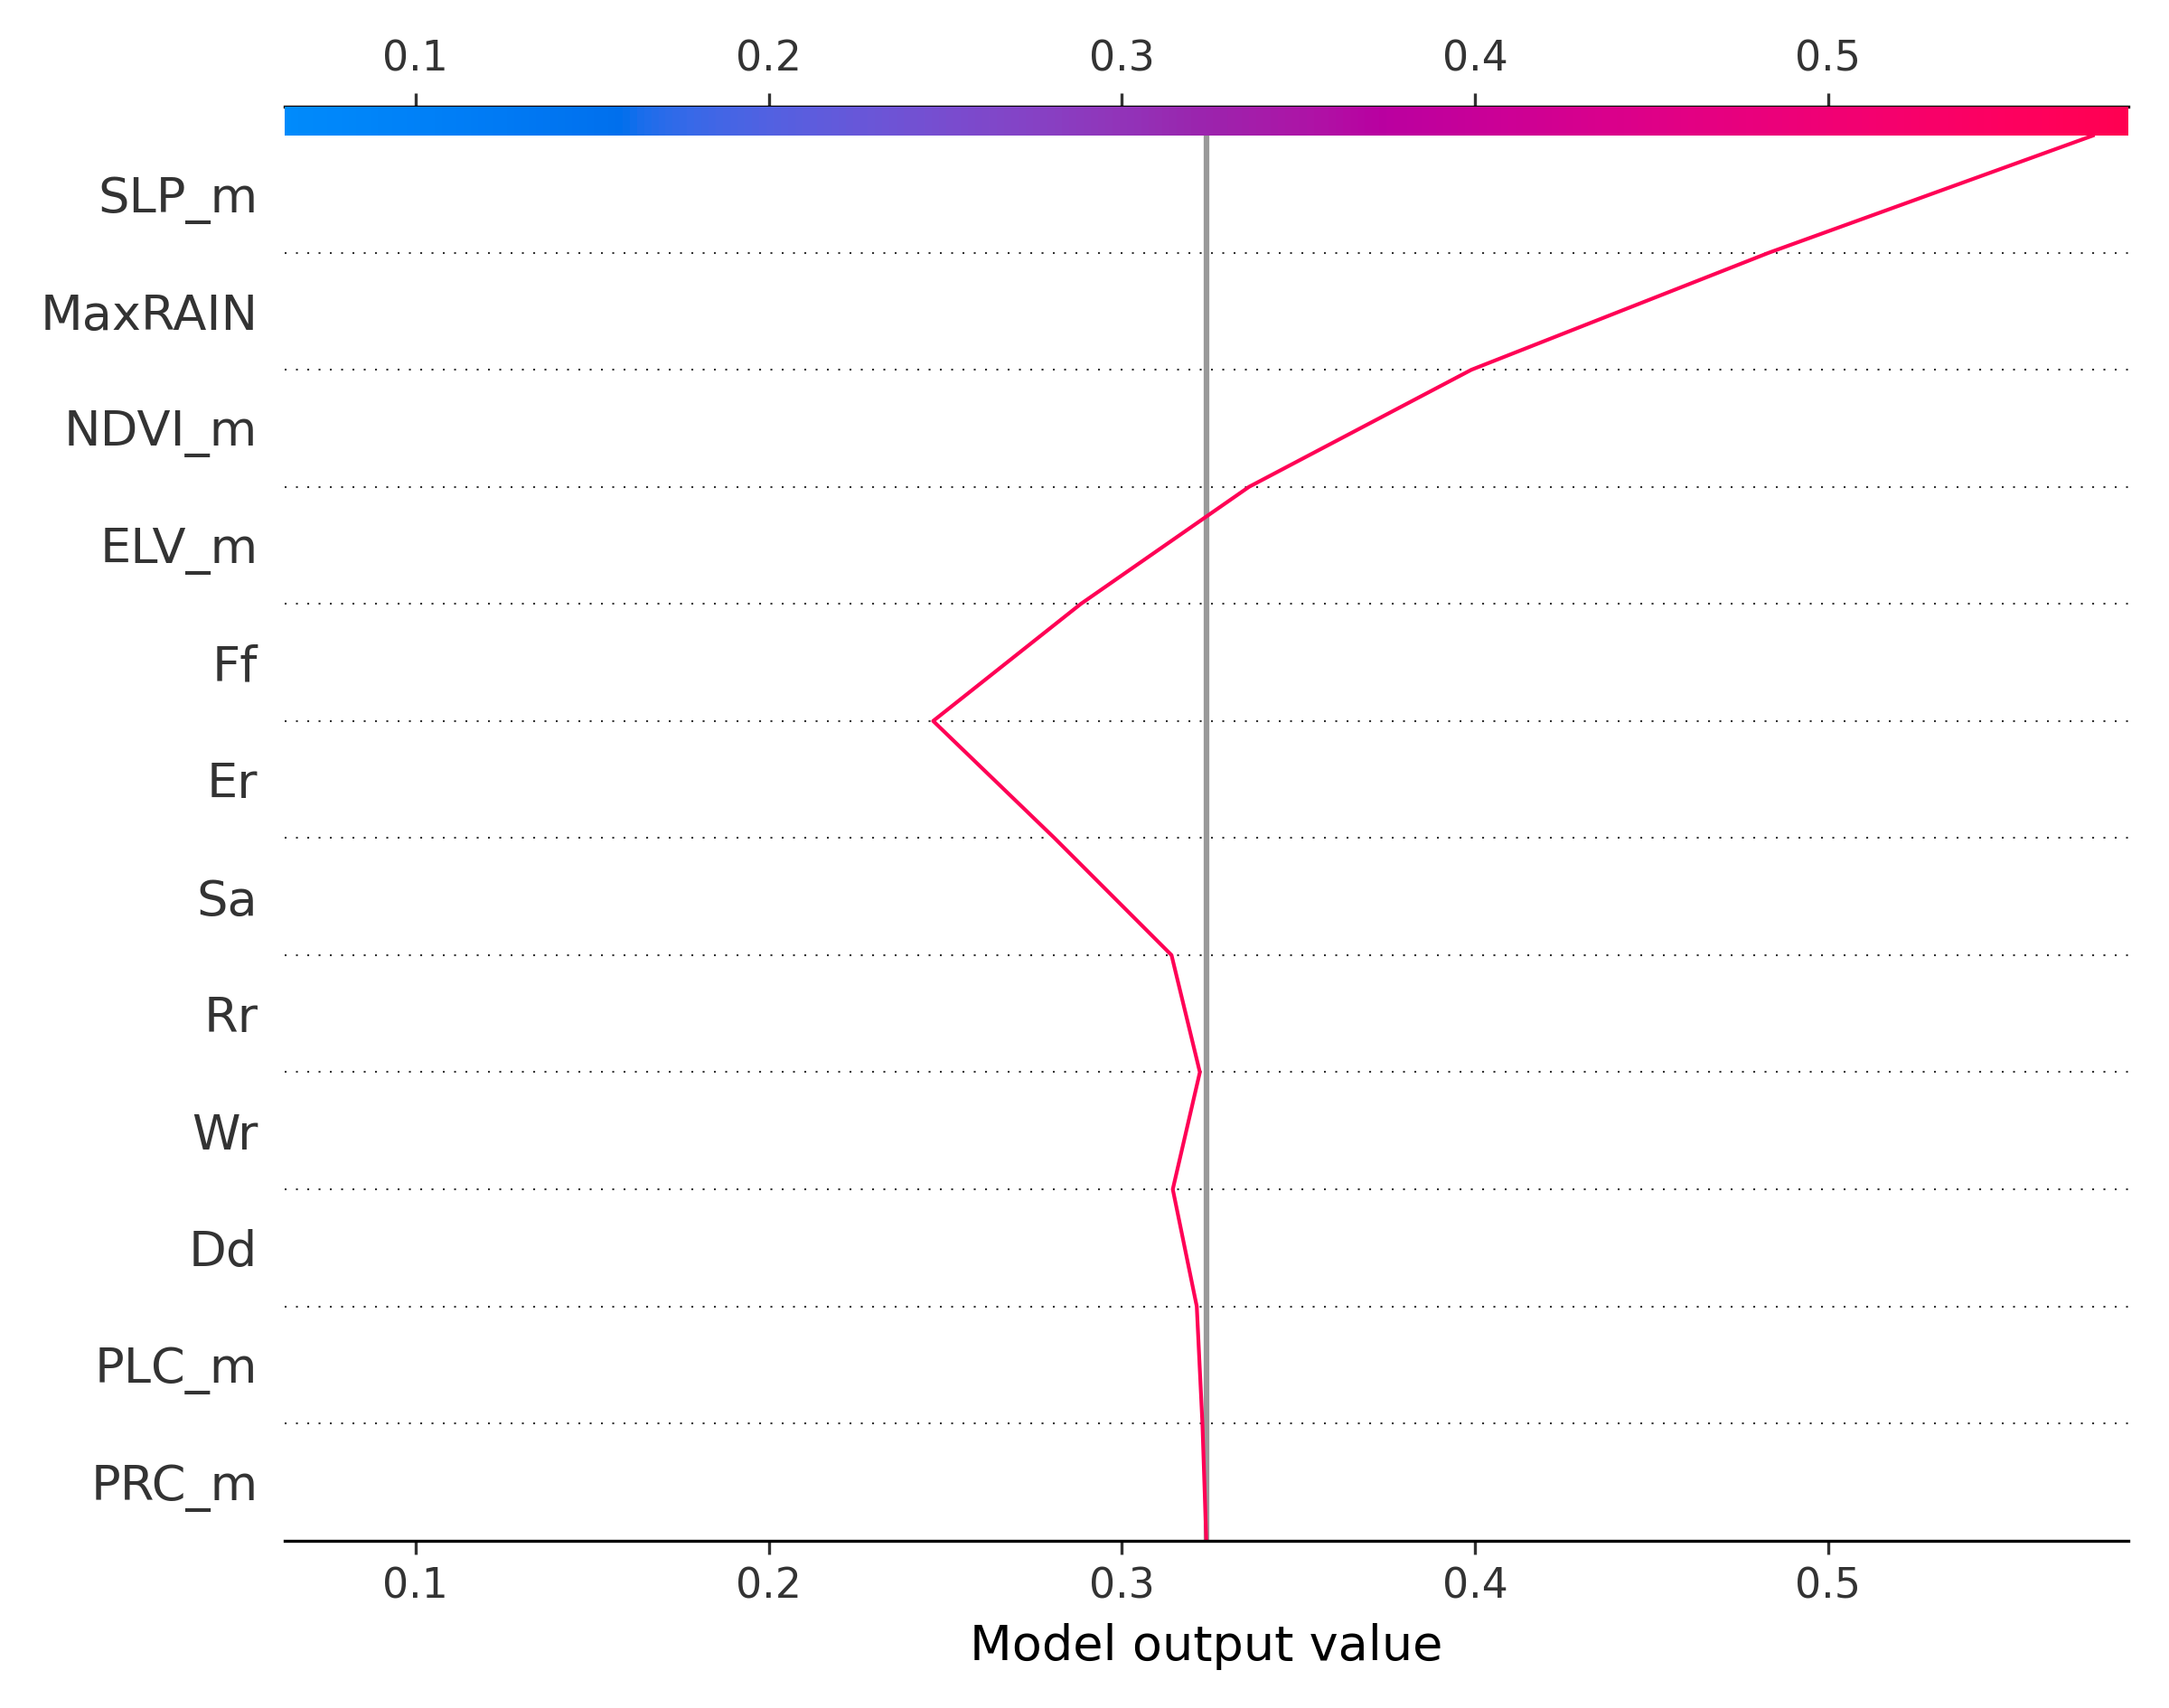 0.1 0.2 0.3 0.4 0.5
SLP_m
MaxRAIN
NDVI_m
ELV_m
Ff
Er
Sa
Rr
Wr
Dd
PLC_m
PRC_m
0.1 0.2 0.3 0.4 0.5
Model output value